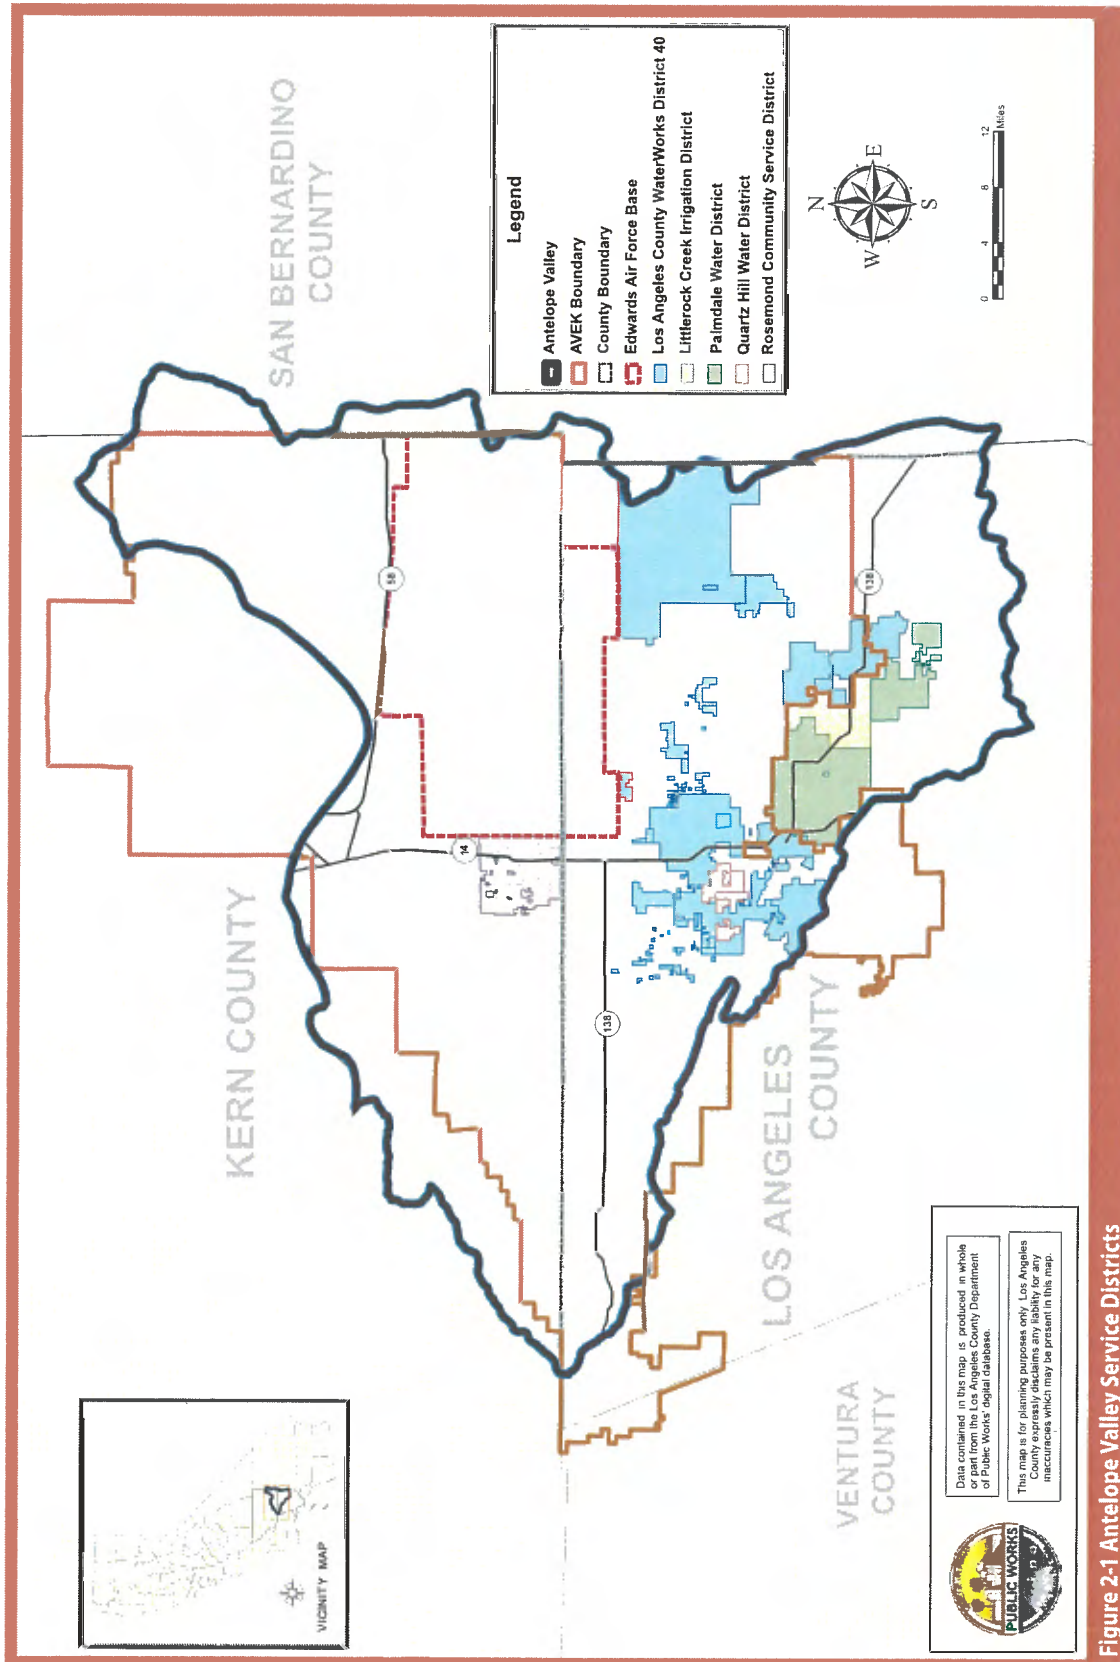 SAN BERNARDINO
COUNTY
KERN COUNTY
LOS ANGELES
COUNTY
VENTURA
COUNTY
58
14
138
138
Legend
Antelope Valley
AVEK Boundary
County Boundary
Edwards Air Force Base
Los Angeles County WaterWorks District 40
Littlerock Creek Irrigation District
Palmdale Water District
Quartz Hill Water District
Rosemond Community Service District
N
W
E
S
0 4 8 12
Miles
VICINITY MAP
PUBLIC WORKS
Data contained in this map is produced in whole
or part from the Los Angeles County Department
of Public Works' digital database.
This map is for planning purposes only. Los Angeles
County expressly disclaims any liability for any
inaccuracies which may be present in this map.
Figure 2-1 Antelope Valley Service Districts